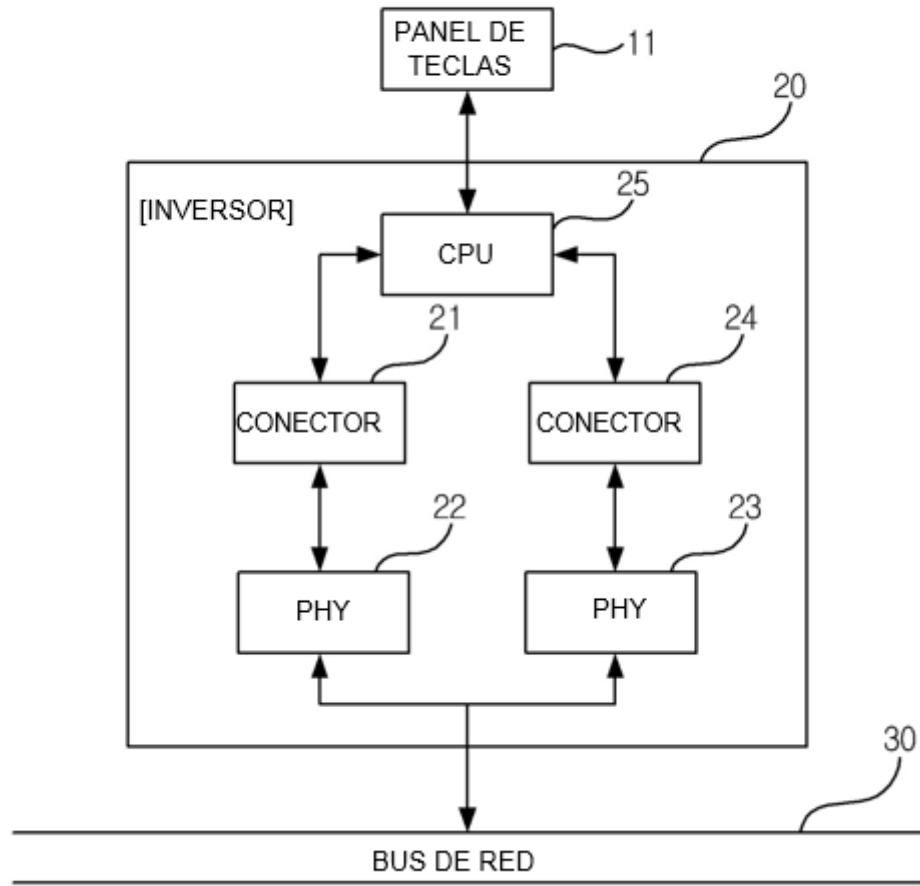 PANEL DE
TECLAS
11
20
[INVERSOR]
25
CPU
21
24
CONECTOR
CONECTOR
22
23
PHY
PHY
30
BUS DE RED